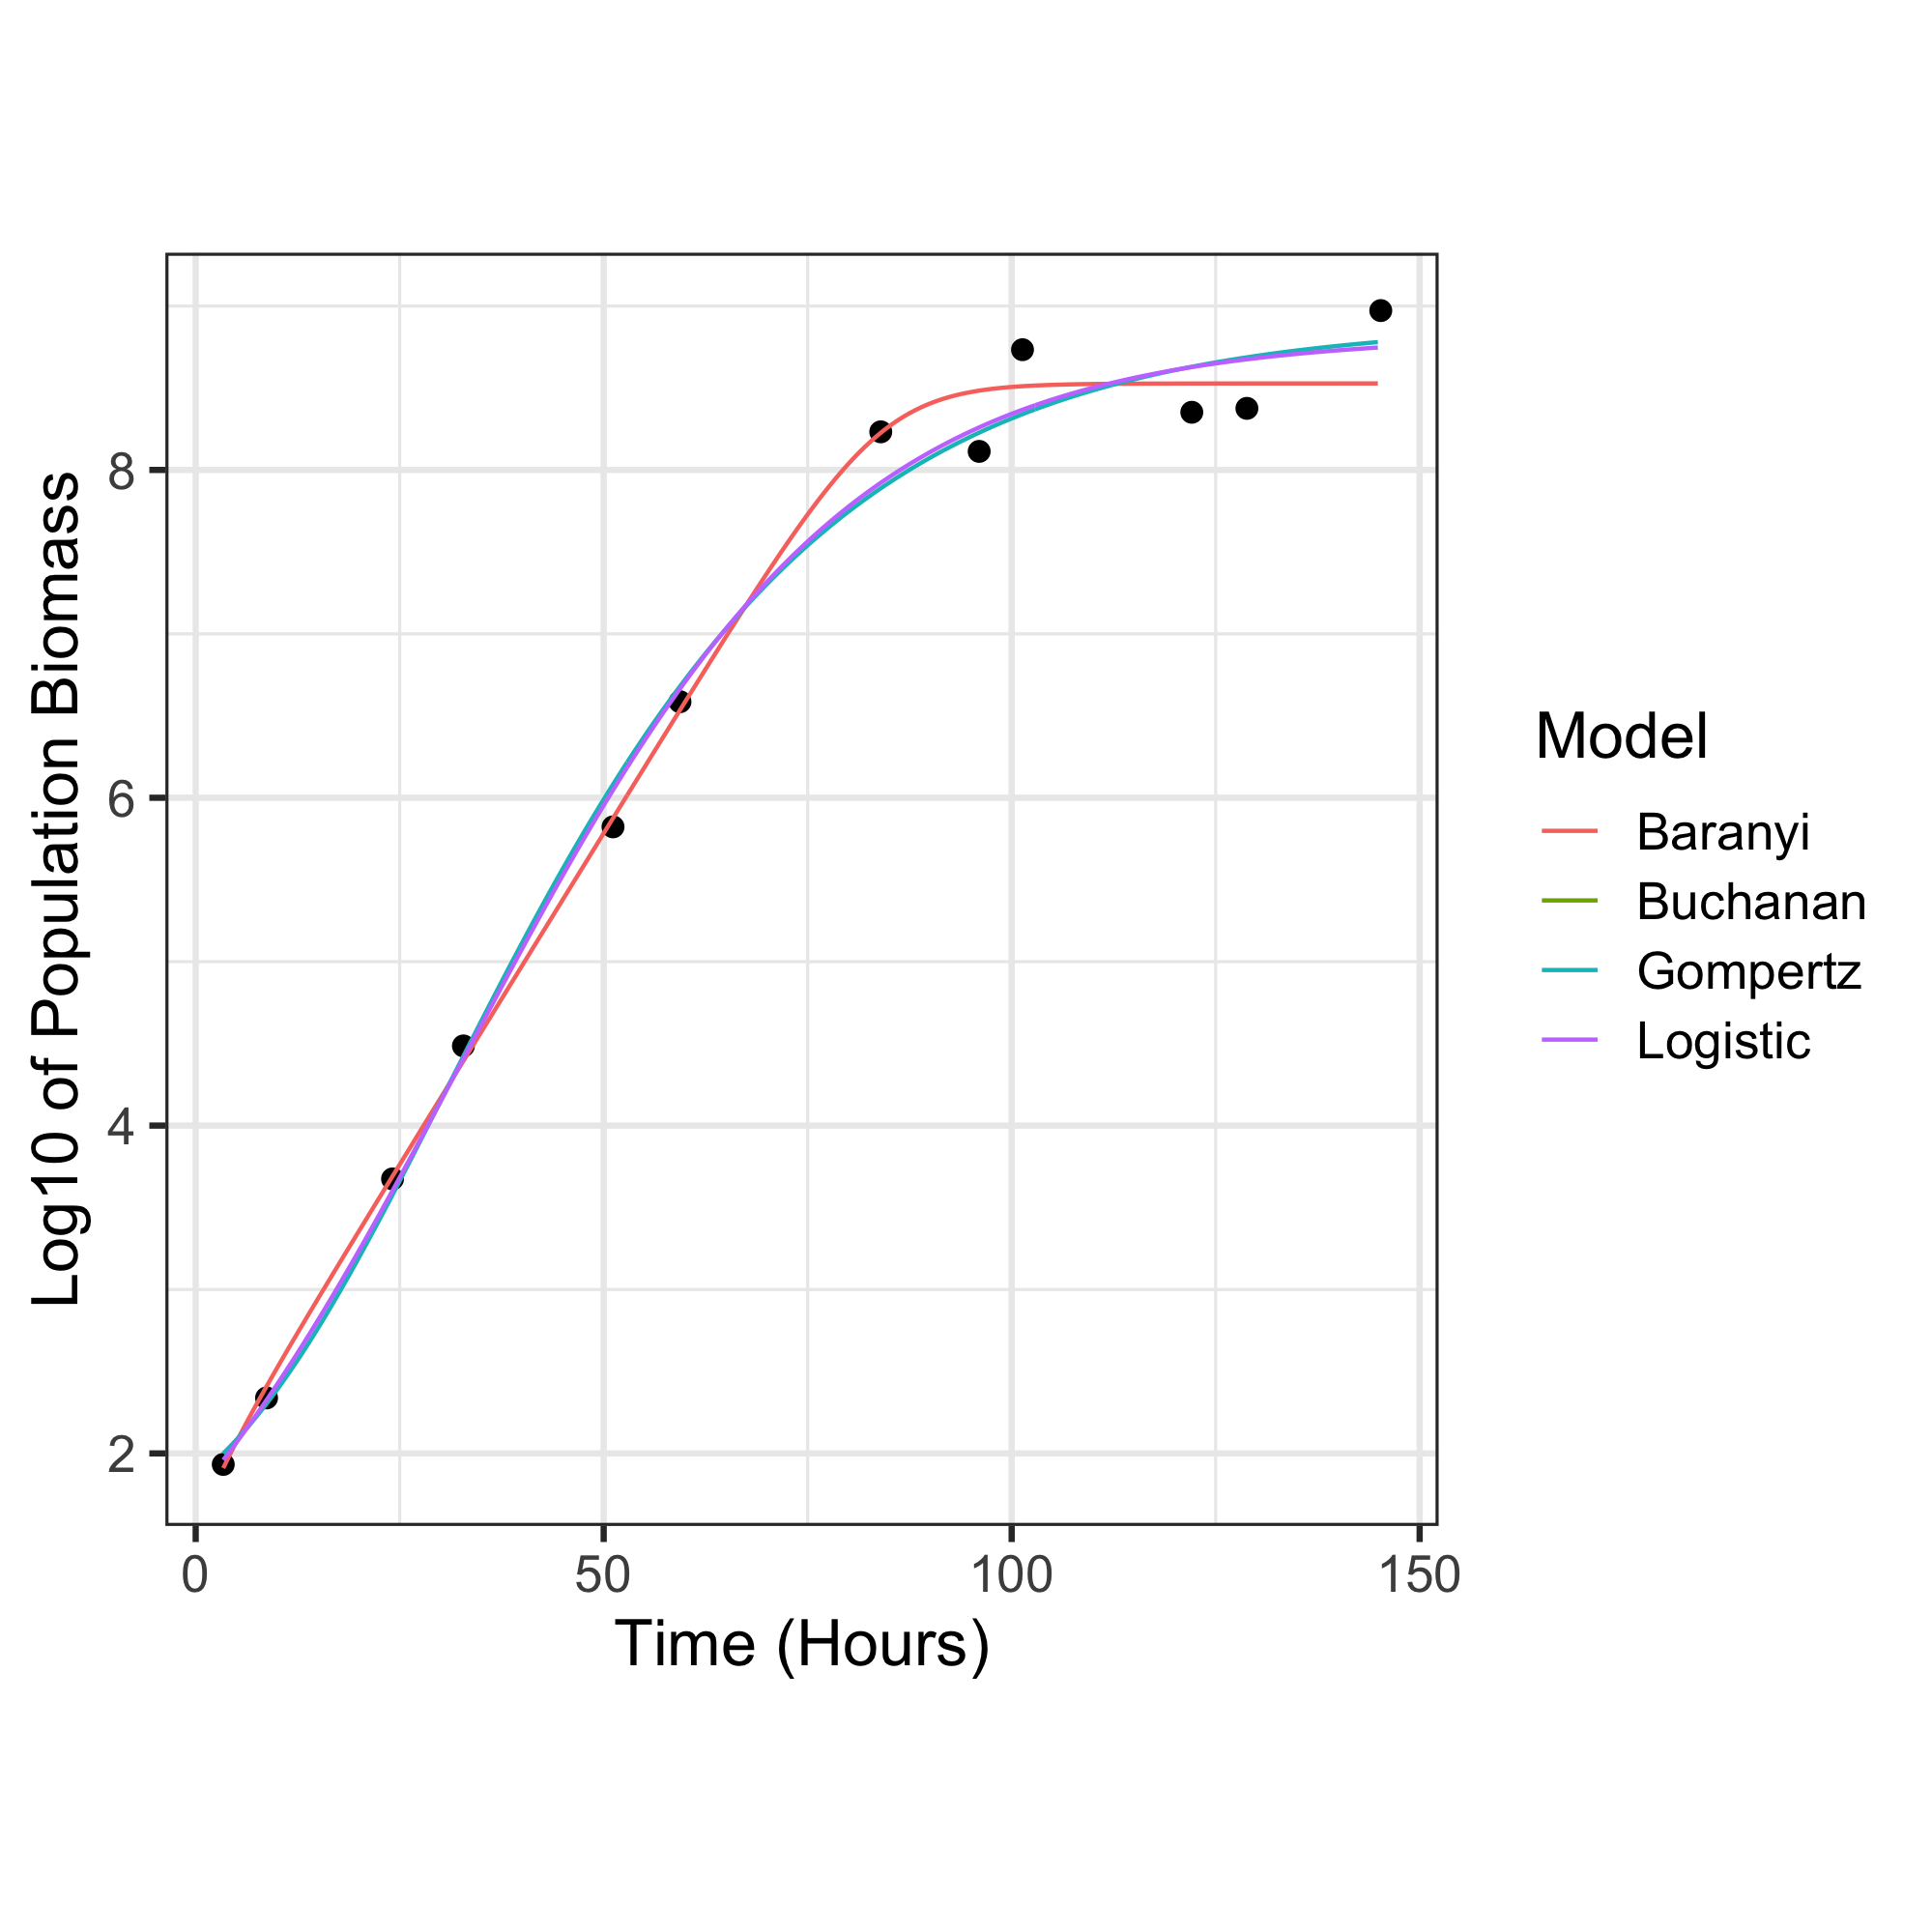 Log10 of Population Biomass
8
6
4
2
0 50 100 150
Time (Hours)
Model
Baranyi
Buchanan
Gompertz
Logistic